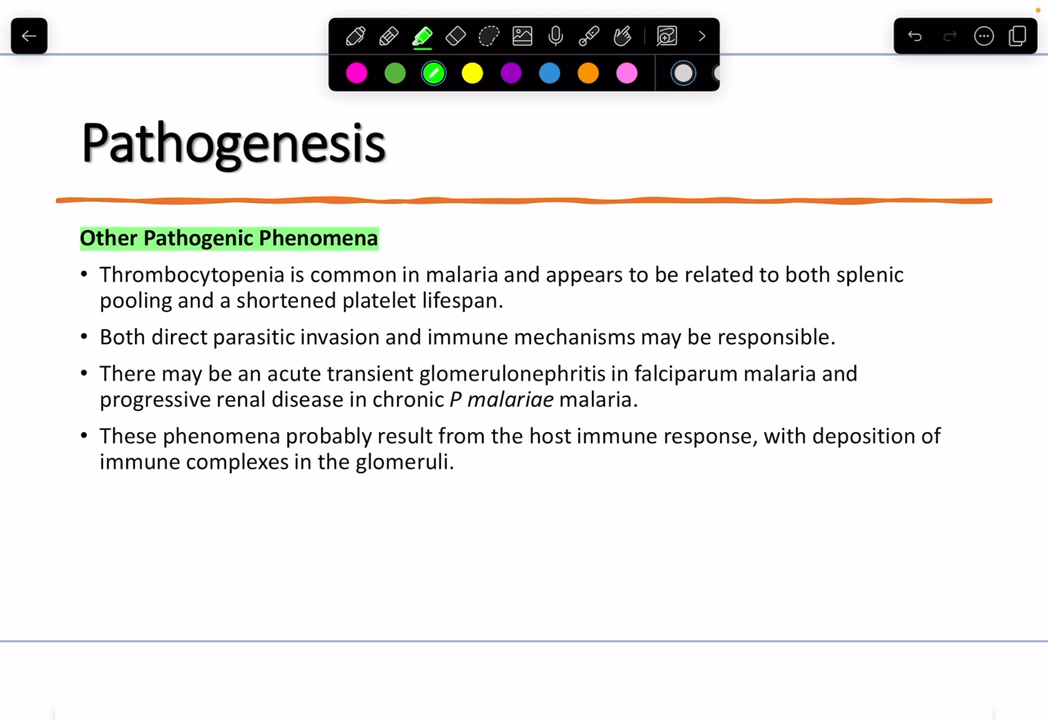 Pathogenesis
Other Pathogenic Phenomena
• Thrombocytopenia is common in malaria and appears to be related to both splenic
pooling and a shortened platelet lifespan.
• Both direct parasitic invasion and immune mechanisms may be responsible.
• There may be an acute transient glomerulonephritis in falciparum malaria and
progressive renal disease in chronic P malariae malaria.
• These phenomena probably result from the host immune response, with deposition of
immune complexes in the glomeruli.